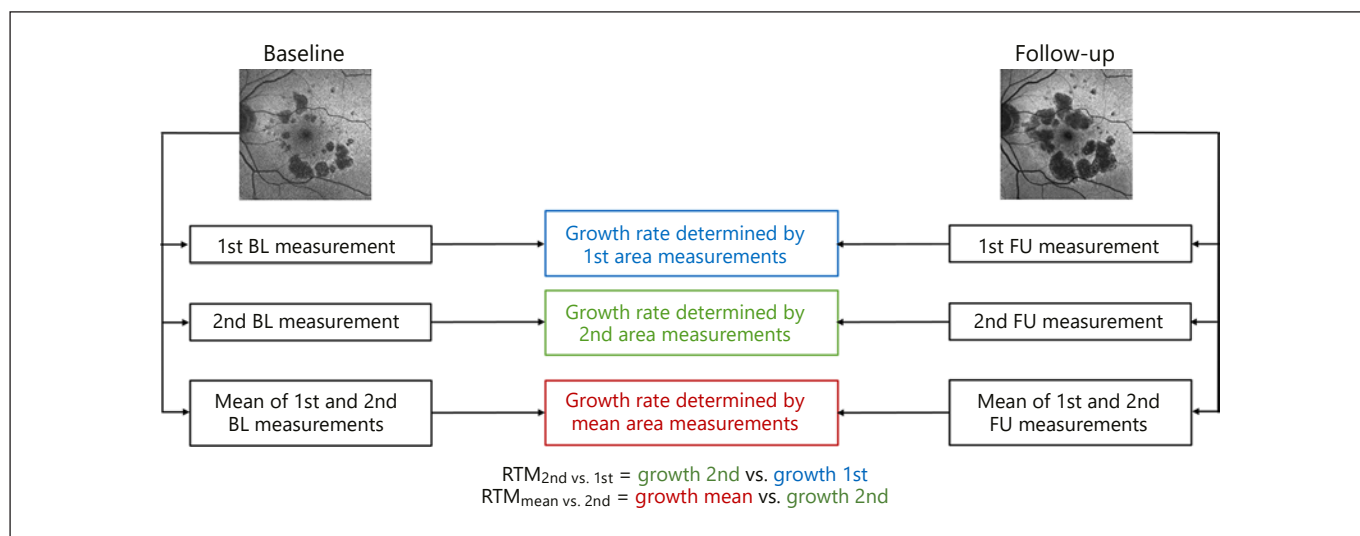 Baseline
Follow-up
1st BL measurement
Growth rate determined by
1st area measurements
1st FU measurement
2nd BL measurement
Growth rate determined by
2nd area measurements
2nd FU measurement
Mean of 1st and 2nd
BL measurements
Growth rate determined by
mean area measurements
Mean of 1st and 2nd
FU measurements
RTM2nd vs. 1st = growth 2nd vs. growth 1st
RTMmean vs. 2nd = growth mean vs. growth 2nd